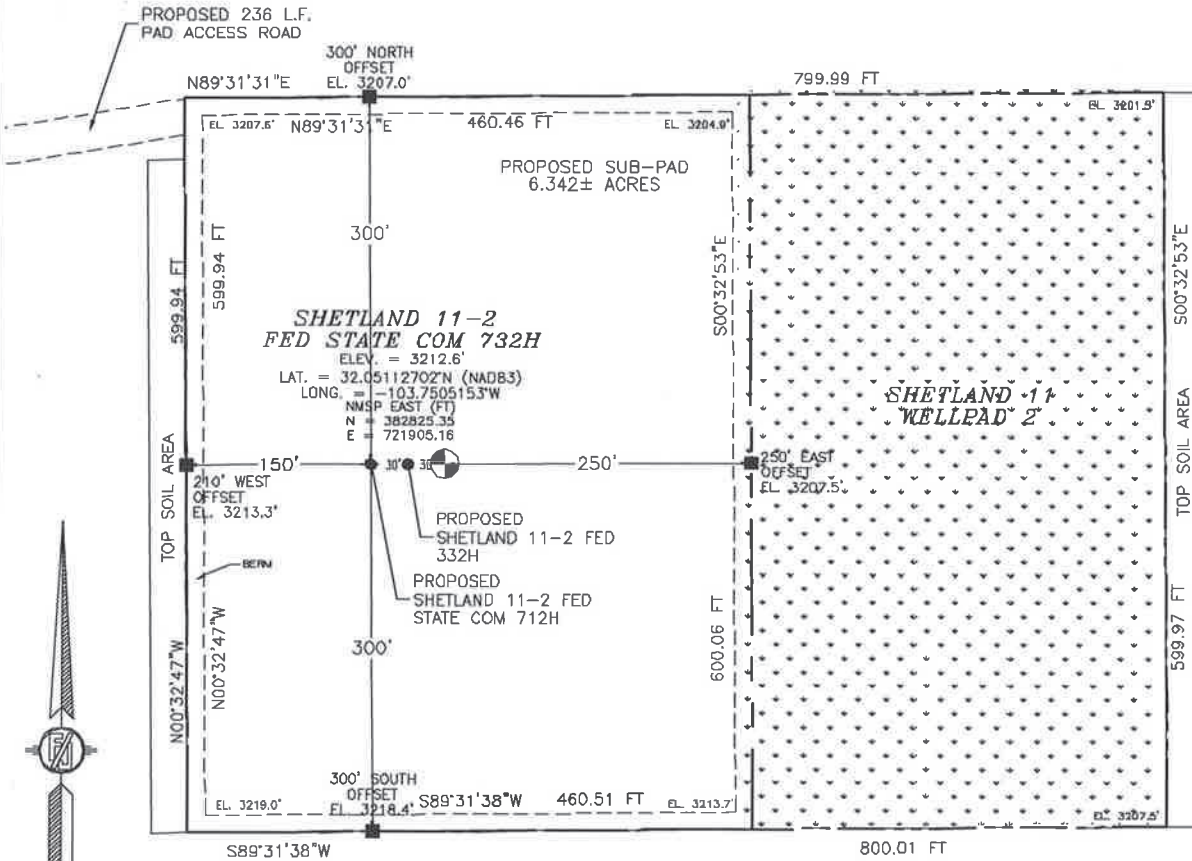 PROPOSED 236 L.F.
PAD ACCESS ROAD
300' NORTH
OFFSET
EL. 3207.0'
N89°31'31"E
799.99 FT
EL. 3207.6'
N89°31'31"E
460.46 FT
EL. 3204.9'
EL. 3201.9'
PROPOSED SUB-PAD
6.342± ACRES
300'
599.94 FT
599.94 FT
S00°32'53"E
S00°32'53"E
SHETLAND 11-2
FED STATE COM 732H
ELEV. = 3212.6'
LAT. = 32.05112702°N (NAD83)
LONG. = -103.7505153°W
NMSP EAST (FT)
N = 382825.35
E = 721905.16
SHETLAND 11
WELLPAD 2
TOP SOIL AREA
TOP SOIL AREA
150'
30'
30
250'
210' WEST
OFFSET
EL. 3213.3'
250' EAST
OFFSET
EL. 3207.5'
PROPOSED
SHETLAND 11-2 FED
332H
BERM
PROPOSED
SHETLAND 11-2 FED
STATE COM 712H
N00°32'47"W
N00°32'47"W
300'
600.06 FT
599.97 FT
300' SOUTH
OFFSET
EL. 3218.4'
EL. 3219.0'
S89°31'38"W
460.51 FT
EL. 3213.7'
EL. 3207.5'
S89°31'38"W
800.01 FT